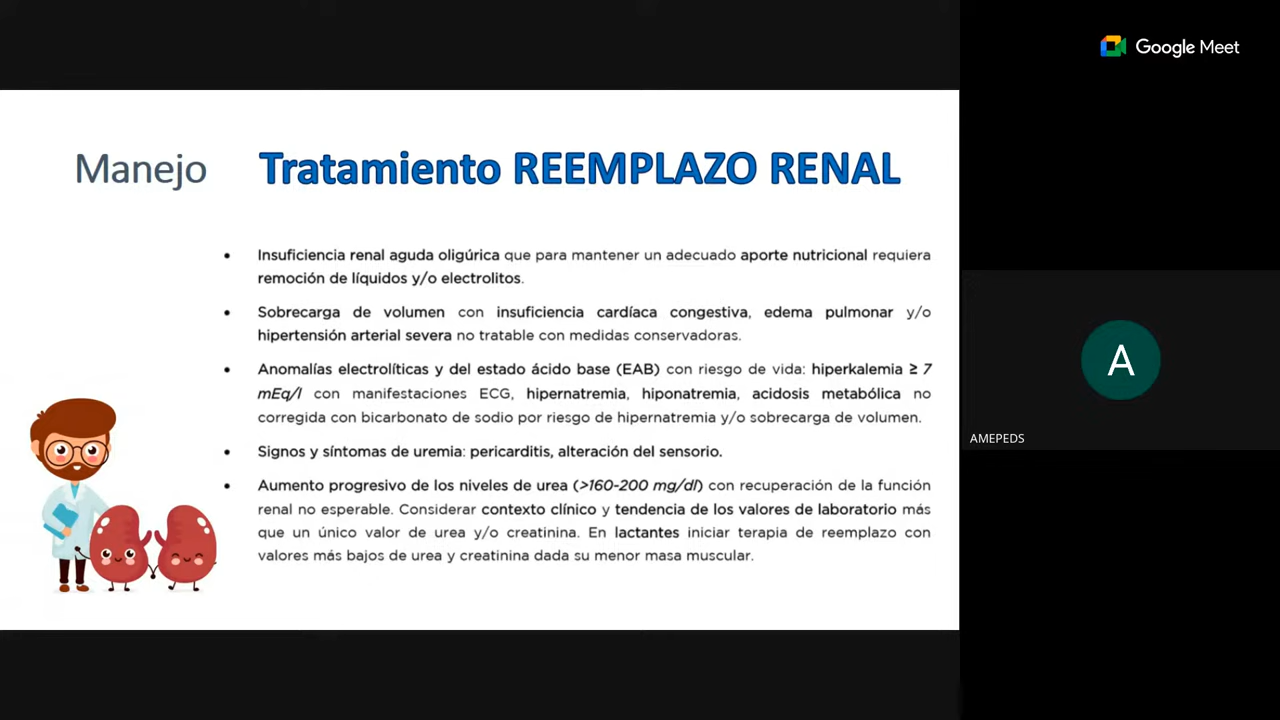 Google Meet
Manejo Tratamiento REEMPLAZO RENAL
• Insuficiencia renal aguda oligúrica que para mantener un adecuado aporte nutricional requiera
remoción de líquidos y/o electrolitos.
• Sobrecarga de volumen con insuficiencia cardíaca congestiva, edema pulmonar y/o
hipertensión arterial severa no tratable con medidas conservadoras.
• Anomalías electrolíticas y del estado ácido base (EAB) con riesgo de vida: hiperkalemia ≥ 7
mEq/l con manifestaciones ECG, hipernatremia, hiponatremia, acidosis metabólica no
corregida con bicarbonato de sodio por riesgo de hipernatremia y/o sobrecarga de volumen.
• Signos y síntomas de uremia: pericarditis, alteración del sensorio.
• Aumento progresivo de los niveles de urea (>160-200 mg/dl) con recuperación de la función
renal no esperable. Considerar contexto clínico y tendencia de los valores de laboratorio más
que un único valor de urea y/o creatinina. En lactantes iniciar terapia de reemplazo con
valores más bajos de urea y creatinina dada su menor masa muscular.
A
AMEPEDS